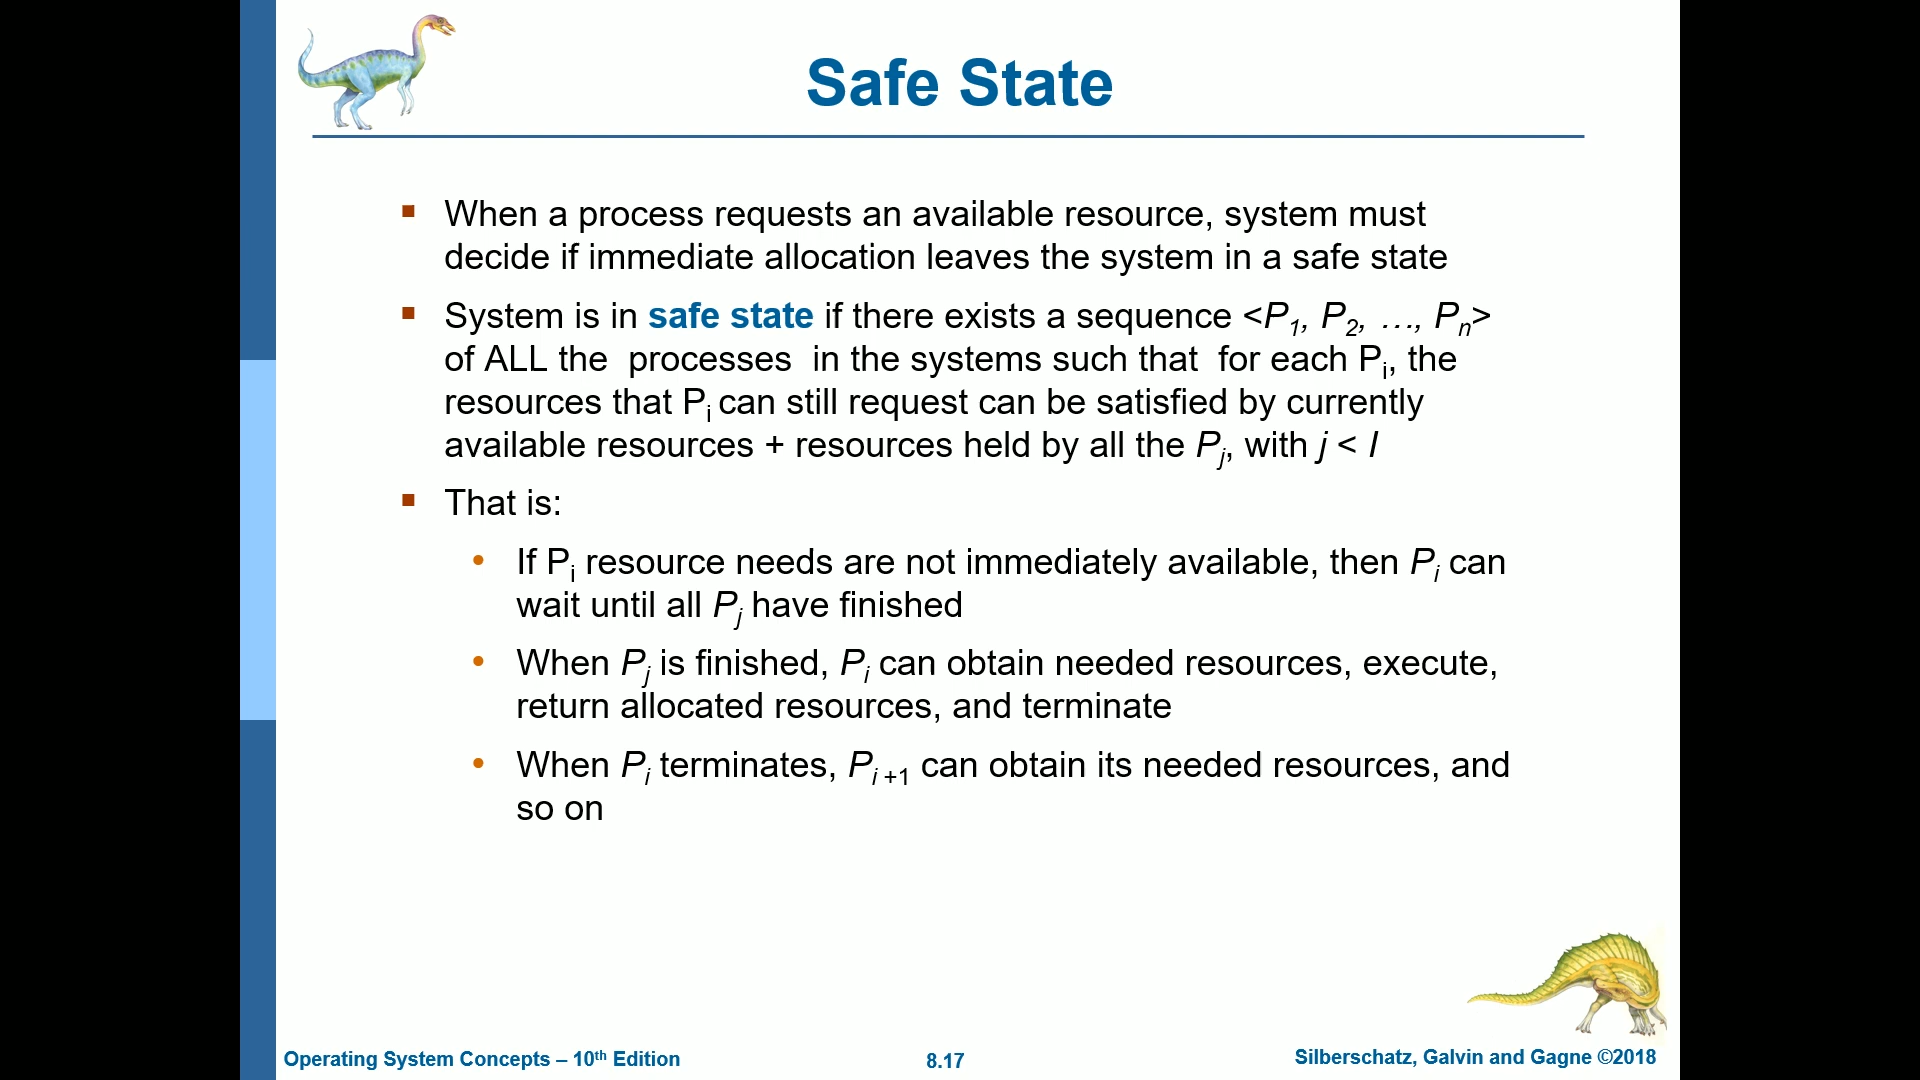 Safe State
When a process requests an available resource, system must
decide if immediate allocation leaves the system in a safe state
System is in safe state if there exists a sequence <P1, P2, …, Pn>
of ALL the processes in the systems such that for each Pi, the
resources that Pi can still request can be satisfied by currently
available resources + resources held by all the Pj, with j < I
That is:
If Pi resource needs are not immediately available, then Pi can
wait until all Pj have finished
When Pj is finished, Pi can obtain needed resources, execute,
return allocated resources, and terminate
When Pi terminates, Pi +1 can obtain its needed resources, and
so on
Operating System Concepts – 10th Edition
8.17
Silberschatz, Galvin and Gagne ©2018